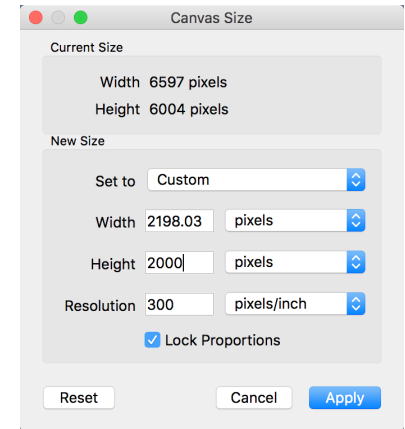 Canvas Size
Current Size
Width 6597 pixels
Height 6004 pixels
New Size
Set to Custom
Width 2198.03 pixels
Height 2000 pixels
Resolution 300 pixels/inch
Lock Proportions
Reset Cancel Apply